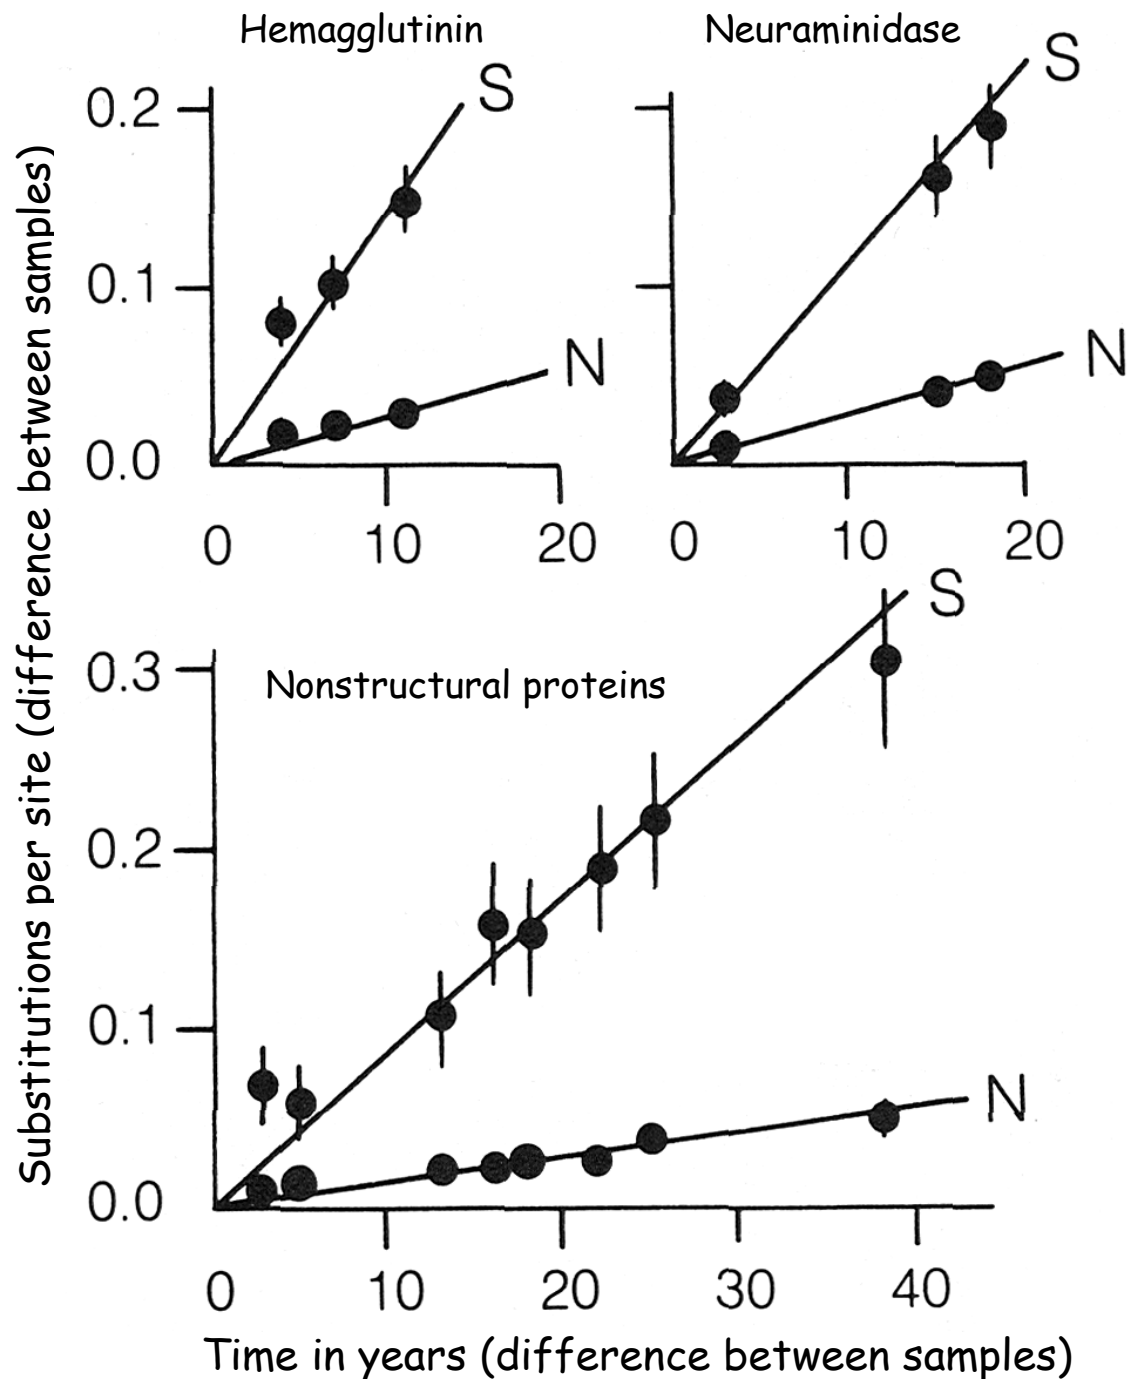 Hemagglutinin
Neuraminidase
S
S
0.2
0.1
N
N
0.0
0 10 20
0 10 20
Substitutions per site (difference between samples)
S
0.3
Nonstructural proteins
0.2
0.1
N
0.0
0 10 20 30 40
Time in years (difference between samples)